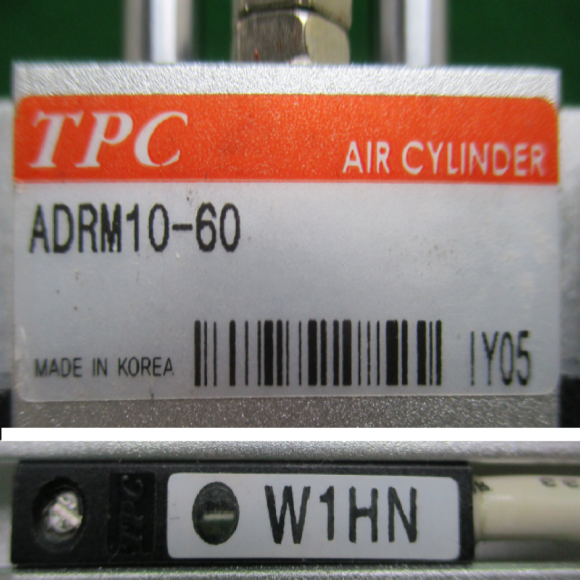 TPC
AIR CYLINDER
ADRM10-60
MADE IN KOREA
IY05
TPC
W1HN